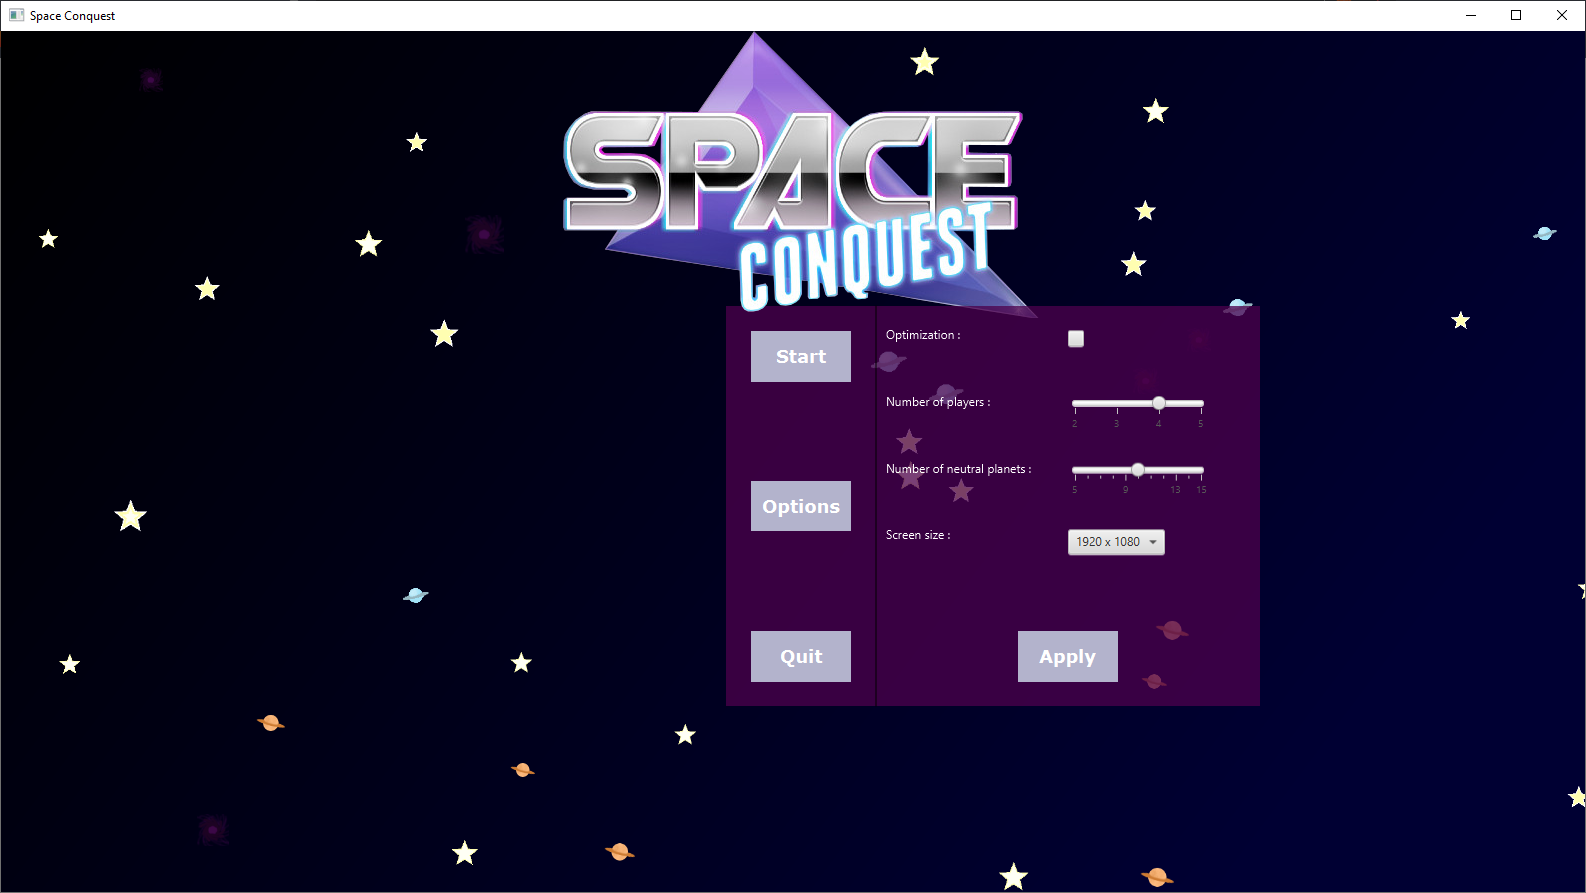 Space Conquest
SPACE
CONQUEST
Start
Options
Quit
Optimization :
Number of players :
2 3 4 5
Number of neutral planets :
5 9 13 15
Screen size :
1920 x 1080
Apply